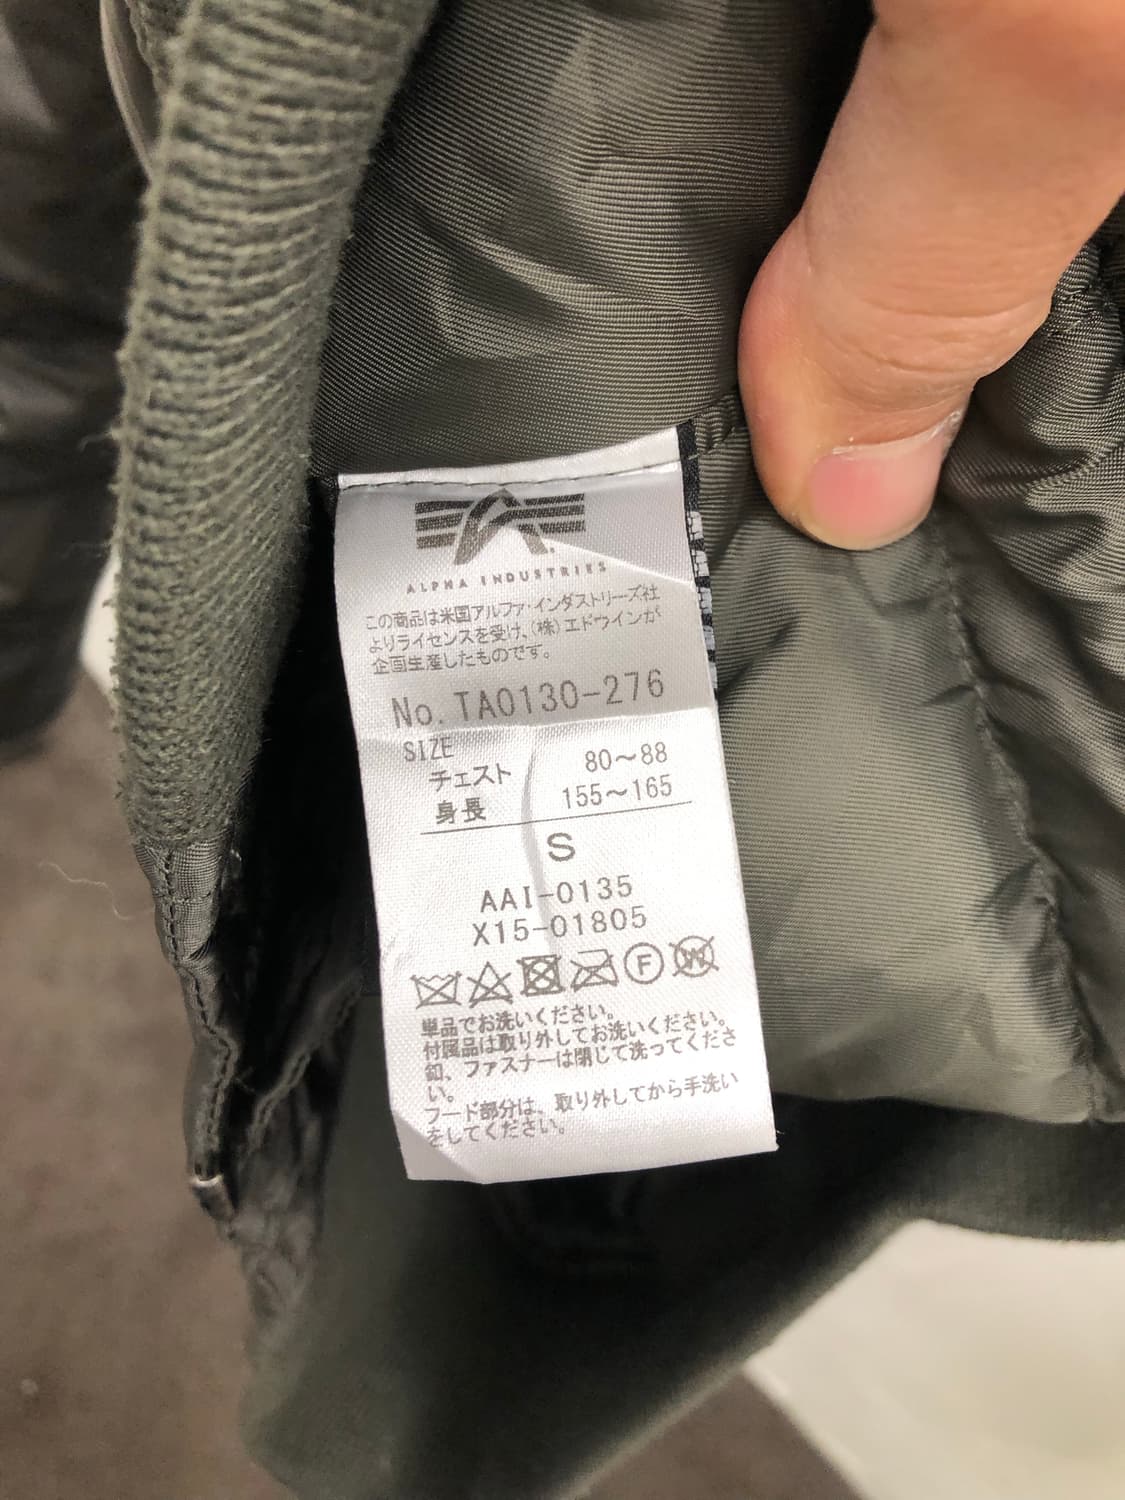 ALPHA INDUSTRIES
この商品は米国アルファ・インダストリーズ社
よりライセンスを受け、(株)エドウインが
企画生産したものです。
No. TA0130-276
SIZE
チェスト 80～88
身長 155～165
S
AAI-0135
X15-01805
F W
単品でお洗いください。
付属品は取り外してお洗いください。
釦、ファスナーは閉じて洗ってくださ
い。
フード部分は、取り外してから手洗い
をしてください。